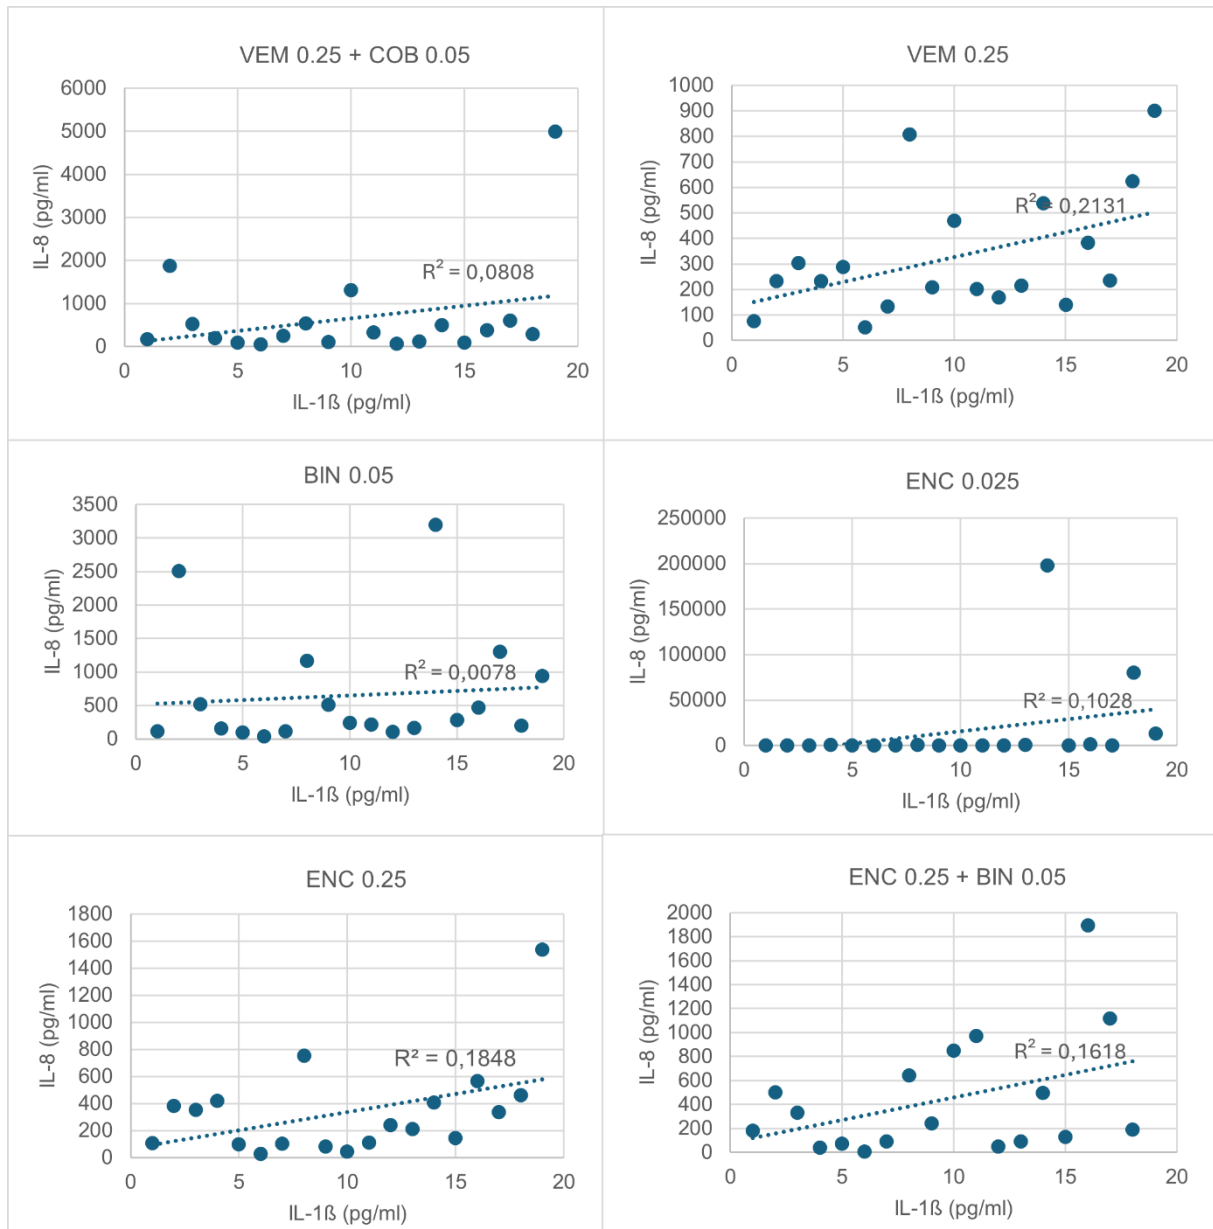 VEM 0.25 + COB 0.05
6000
5000
4000
3000
2000
1000
0
0 5 10 15 20
IL-8 (pg/ml)
IL-1ß (pg/ml)
R² = 0,0808
VEM 0.25
1000
900
800
700
600
500
400
300
200
100
0
0 5 10 15 20
IL-8 (pg/ml)
IL-1ß (pg/ml)
R² = 0,2131
BIN 0.05
3500
3000
2500
2000
1500
1000
500
0
0 5 10 15 20
IL-8 (pg/ml)
IL-1ß (pg/ml)
R² = 0,0078
ENC 0.025
250000
200000
150000
100000
50000
0
0 5 10 15 20
IL-8 (pg/ml)
IL-1ß (pg/ml)
R² = 0,1028
ENC 0.25
1800
1600
1400
1200
1000
800
600
400
200
0
0 5 10 15 20
IL-8 (pg/ml)
IL-1ß (pg/ml)
R² = 0,1848
ENC 0.25 + BIN 0.05
2000
1800
1600
1400
1200
1000
800
600
400
200
0
0 5 10 15 20
IL-8 (pg/ml)
IL-1ß (pg/ml)
R² = 0,1618